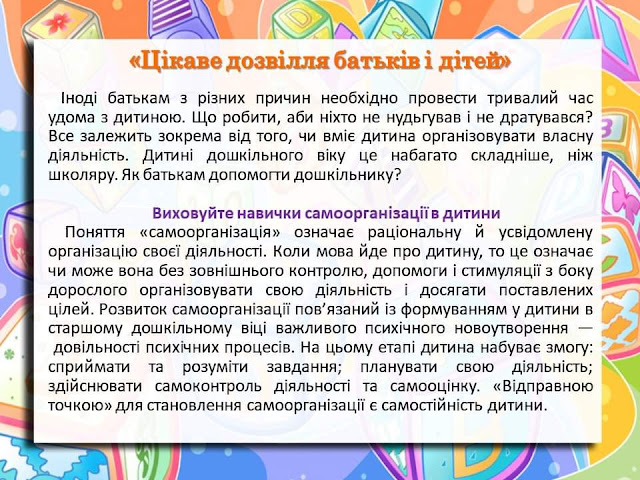 «Цікаве дозвілля батьків і дітей»
Іноді батькам з різних причин необхідно провести тривалий час
удома з дитиною. Що робити, аби ніхто не нудьгував і не дратувався?
Все залежить зокрема від того, чи вміє дитина організовувати власну
діяльність. Дитині дошкільного віку це набагато складніше, ніж
школяру. Як батькам допомогти дошкільнику?
Виховуйте навички самоорганізації в дитини
Поняття «самоорганізація» означає раціональну й усвідомлену
організацію своєї діяльності. Коли мова йде про дитину, то це означає
чи може вона без зовнішнього контролю, допомоги і стимуляції з боку
дорослого організовувати свою діяльність і досягати поставлених
цілей. Розвиток самоорганізації пов’язаний із формуванням у дитини в
старшому дошкільному віці важливого психічного новоутворення —
довільності психічних процесів. На цьому етапі дитина набуває змогу:
сприймати та розуміти завдання; планувати свою діяльність;
здійснювати самоконтроль діяльності та самооцінку. «Відправною
точкою» для становлення самоорганізації є самостійність дитини.